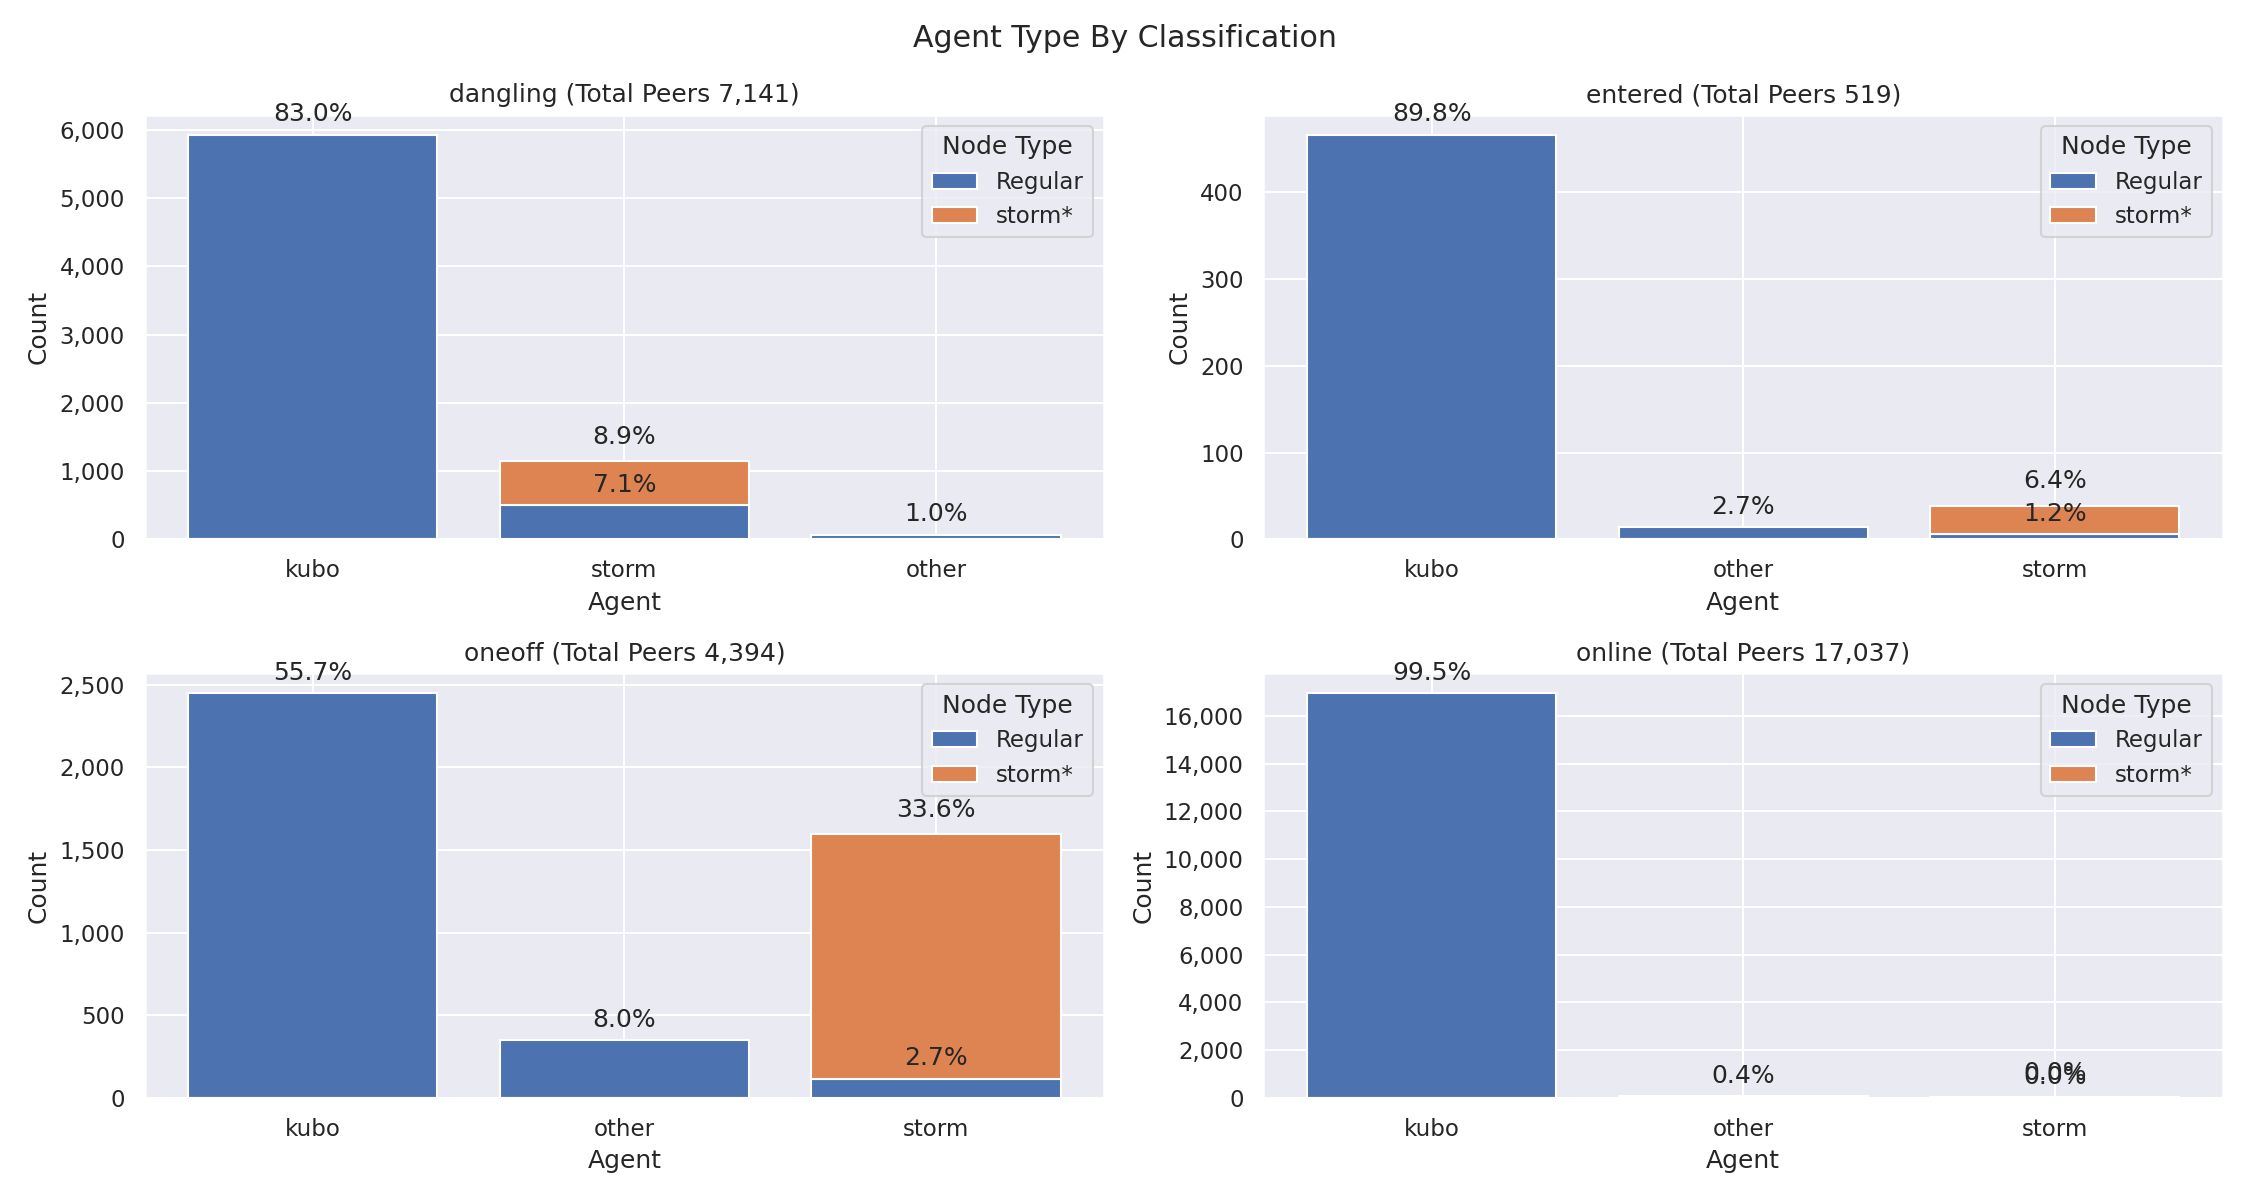 Agent Type By Classification
dangling (Total Peers 7,141)
83.0%
6,000
5,000
4,000
3,000
2,000
1,000
0
Count
8.9%
7.1%
1.0%
Node Type
Regular
storm*
kubo
storm
other
Agent
entered (Total Peers 519)
89.8%
400
300
200
100
0
Count
2.7%
6.4%
1.2%
Node Type
Regular
storm*
kubo
other
storm
Agent
oneoff (Total Peers 4,394)
55.7%
2,500
2,000
1,500
1,000
500
0
Count
8.0%
33.6%
2.7%
Node Type
Regular
storm*
kubo
other
storm
Agent
online (Total Peers 17,037)
99.5%
16,000
14,000
12,000
10,000
8,000
6,000
4,000
2,000
0
Count
0.4%
0.0%
0.0%
Node Type
Regular
storm*
kubo
other
storm
Agent